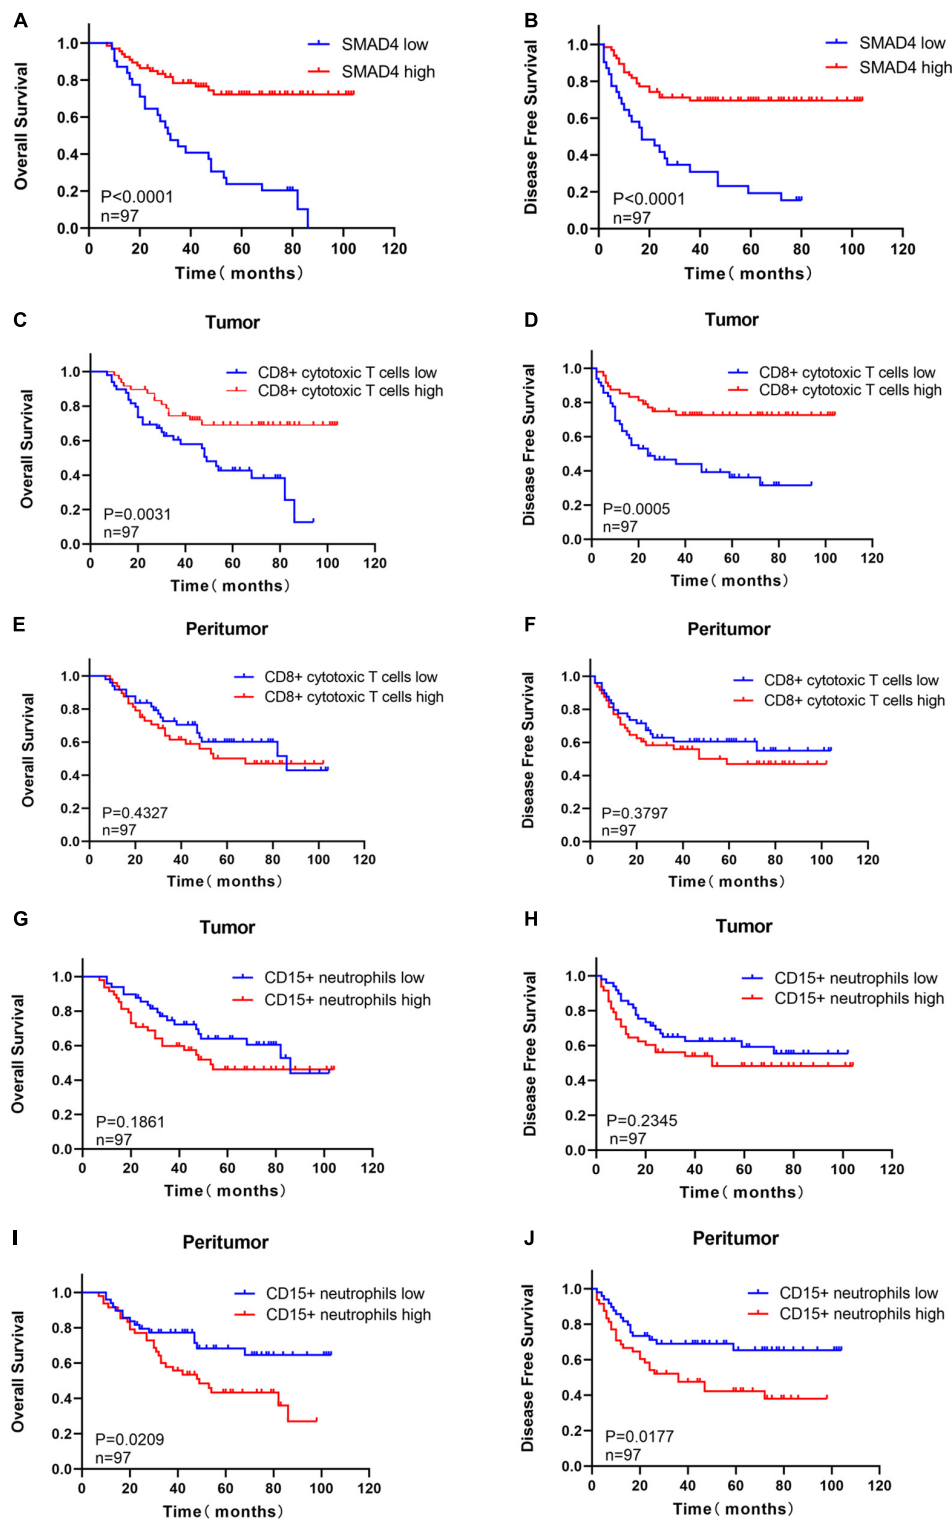 A
Overall Survival
1.0
0.8
0.6
0.4
0.2
0.0
SMAD4 low
SMAD4 high
P<0.0001
n=97
0 20 40 60 80 100 120
Time( months)
B
Disease Free Survival
1.0
0.8
0.6
0.4
0.2
0.0
SMAD4 low
SMAD4 high
P<0.0001
n=97
0 20 40 60 80 100 120
Time( months)
C
Tumor
Overall Survival
1.0
0.8
0.6
0.4
0.2
0.0
CD8+ cytotoxic T cells low
CD8+ cytotoxic T cells high
P=0.0031
n=97
0 20 40 60 80 100 120
Time( months)
D
Tumor
Disease Free Survival
1.0
0.8
0.6
0.4
0.2
0.0
CD8+ cytotoxic T cells low
CD8+ cytotoxic T cells high
P=0.0005
n=97
0 20 40 60 80 100 120
Time( months)
E
Peritumor
Overall Survival
1.0
0.8
0.6
0.4
0.2
0.0
CD8+ cytotoxic T cells low
CD8+ cytotoxic T cells high
P=0.4327
n=97
0 20 40 60 80 100 120
Time( months)
F
Peritumor
Disease Free Survival
1.0
0.8
0.6
0.4
0.2
0.0
CD8+ cytotoxic T cells low
CD8+ cytotoxic T cells high
P=0.3797
n=97
0 20 40 60 80 100 120
Time( months)
G
Tumor
Overall Survival
1.0
0.8
0.6
0.4
0.2
0.0
CD15+ neutrophils low
CD15+ neutrophils high
P=0.1861
n=97
0 20 40 60 80 100 120
Time( months)
H
Tumor
Disease Free Survival
1.0
0.8
0.6
0.4
0.2
0.0
CD15+ neutrophils low
CD15+ neutrophils high
P=0.2345
n=97
0 20 40 60 80 100 120
Time( months)
I
Peritumor
Overall Survival
1.0
0.8
0.6
0.4
0.2
0.0
CD15+ neutrophils low
CD15+ neutrophils high
P=0.0209
n=97
0 20 40 60 80 100 120
Time( months)
J
Peritumor
Disease Free Survival
1.0
0.8
0.6
0.4
0.2
0.0
CD15+ neutrophils low
CD15+ neutrophils high
P=0.0177
n=97
0 20 40 60 80 100 120
Time( months)